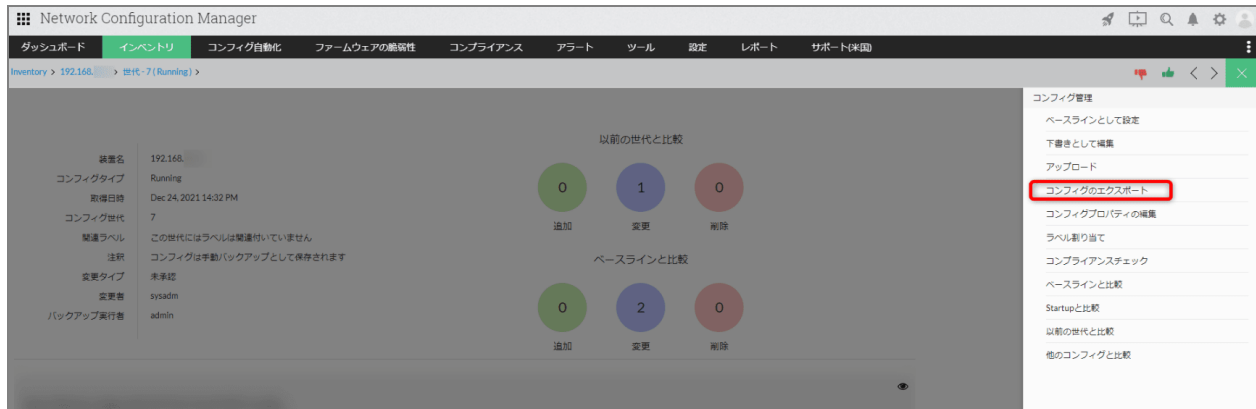 Network Configuration Manager
ダッシュボード インベントリ コンフィグ自動化 ファームウェアの脆弱性 コンプライアンス アラート ツール 設定 レポート サポート(米国)
Inventory > 192.168. > 世代 - 7 ( Running ) >
コンフィグ管理
ベースラインとして設定
下書きとして編集
アップロード
コンフィグのエクスポート
コンフィグプロパティの編集
ラベル割り当て
コンプライアンスチェック
ベースラインと比較
Startupと比較
以前の世代と比較
他のコンフィグと比較
装置名 192.168.
コンフィグタイプ Running
取得日時 Dec 24, 2021 14:32 PM
コンフィグ世代 7
関連ラベル この世代にはラベルは関連付いていません
注釈 コンフィグは手動バックアップとして保存されます
変更タイプ 未承認
変更者 sysadm
バックアップ実行者 admin
以前の世代と比較
0 1 0
追加 変更 削除
ベースラインと比較
0 2 0
追加 変更 削除